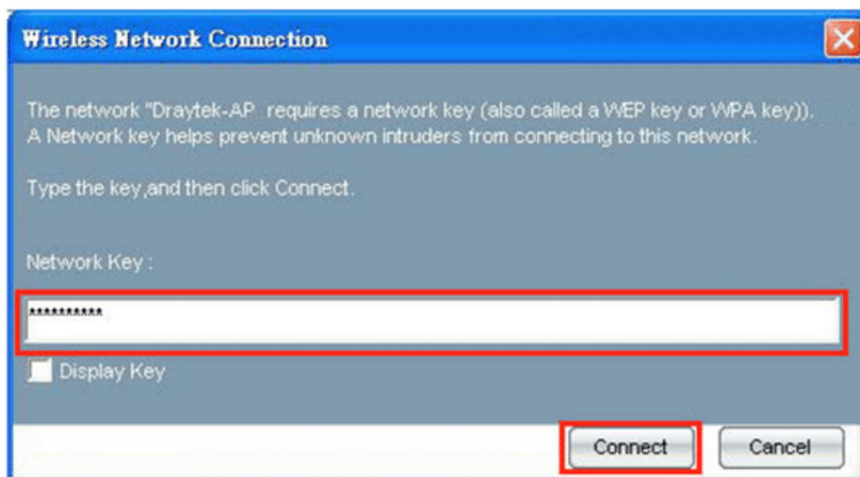 Wireless Network Connection
The network "Draytek-AP requires a network key (also called a WEP key or WPA key)).
A Network key helps prevent unknown intruders from connecting to this network.
Type the key,and then click Connect.
Network Key :
**********
Display Key
Connect Cancel